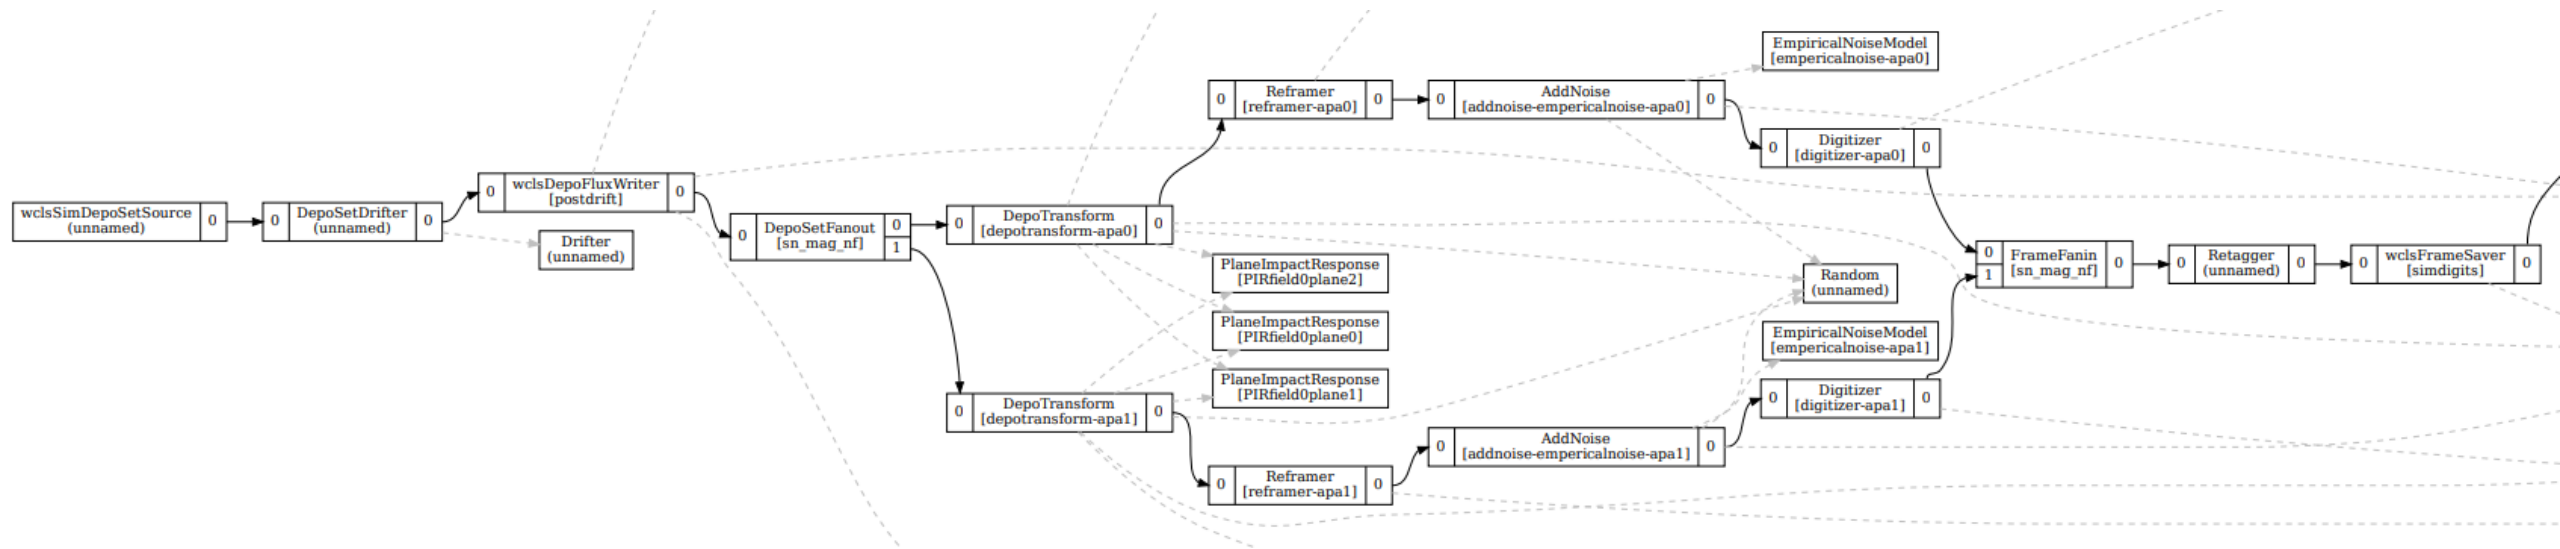 EmpiricalNoiseModel
[empericalnoise-apa0]
0 Reframer 0
[reframer-apa0]
0 AddNoise 0
[addnoise-empericalnoise-apa0]
0 Digitizer 0
[digitizer-apa0]
wclsSimDepoSetSource 0
(unnamed)
0 DepoSetDrifter 0
(unnamed)
0 wclsDepoFluxWriter 0
[postdrift]
Drifter
(unnamed)
0 DepoSetFanout 0
[sn_mag_nf] 1
0 DepoTransform 0
[depotransform-apa0]
PlaneImpactResponse
[PIRfield0plane2]
PlaneImpactResponse
[PIRfield0plane0]
PlaneImpactResponse
[PIRfield0plane1]
Random
(unnamed)
0 FrameFanin 0
1 [sn_mag_nf]
0 Retagger 0
(unnamed)
0 wclsFrameSaver 0
[simdigits]
EmpiricalNoiseModel
[empericalnoise-apa1]
0 DepoTransform 0
[depotransform-apa1]
0 Digitizer 0
[digitizer-apa1]
0 AddNoise 0
[addnoise-empericalnoise-apa1]
0 Reframer 0
[reframer-apa1]